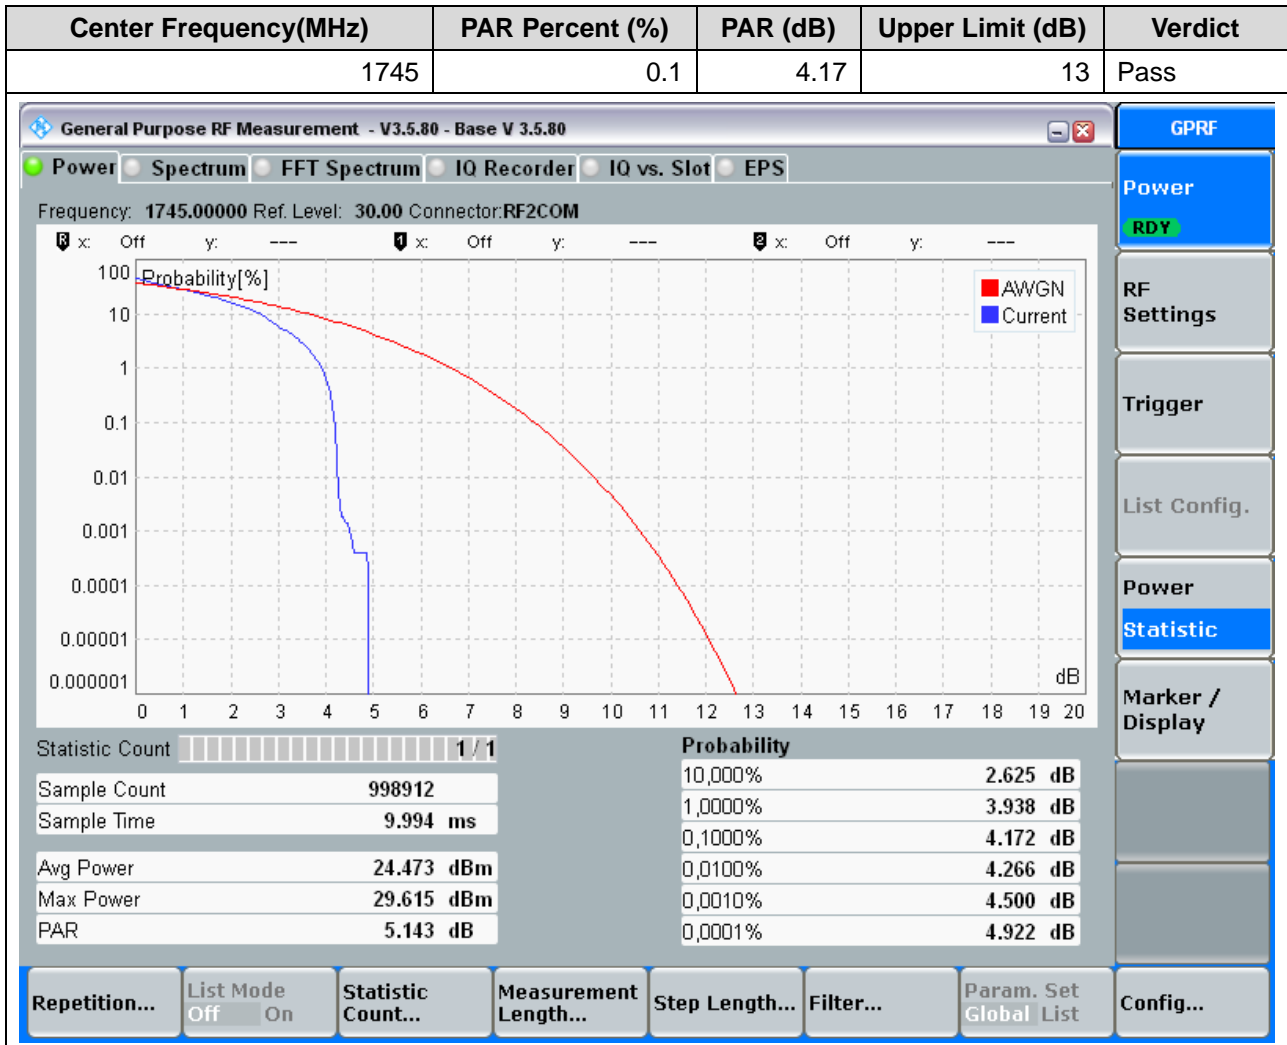 Center Frequency(MHz) PAR Percent (%) PAR (dB) Upper Limit (dB) Verdict
1745 0.1 4.17 13 Pass
General Purpose RF Measurement - V3.5.80 - Base V 3.5.80
GPRF
Power Spectrum FFT Spectrum IQ Recorder IQ vs. Slot EPS
Frequency: 1745.00000 Ref. Level: 30.00 Connector:RF2COM
R x: Off y: --- 1 x: Off y: --- 2 x: Off y: ---
Probability[%]
100
10
1
0.1
0.01
0.001
0.0001
0.00001
0.000001
AWGN
Current
dB
0 1 2 3 4 5 6 7 8 9 10 11 12 13 14 15 16 17 18 19 20
Statistic Count 1 / 1
Sample Count 998912
Sample Time 9.994 ms
Avg Power 24.473 dBm
Max Power 29.615 dBm
PAR 5.143 dB
Probability
10,000% 2.625 dB
1,0000% 3.938 dB
0,1000% 4.172 dB
0,0100% 4.266 dB
0,0010% 4.500 dB
0,0001% 4.922 dB
Power
RDY
RF
Settings
Trigger
List Config.
Power
Statistic
Marker /
Display
Repetition...
List Mode
Off On
Statistic
Count...
Measurement
Length...
Step Length...
Filter...
Param. Set
Global List
Config...